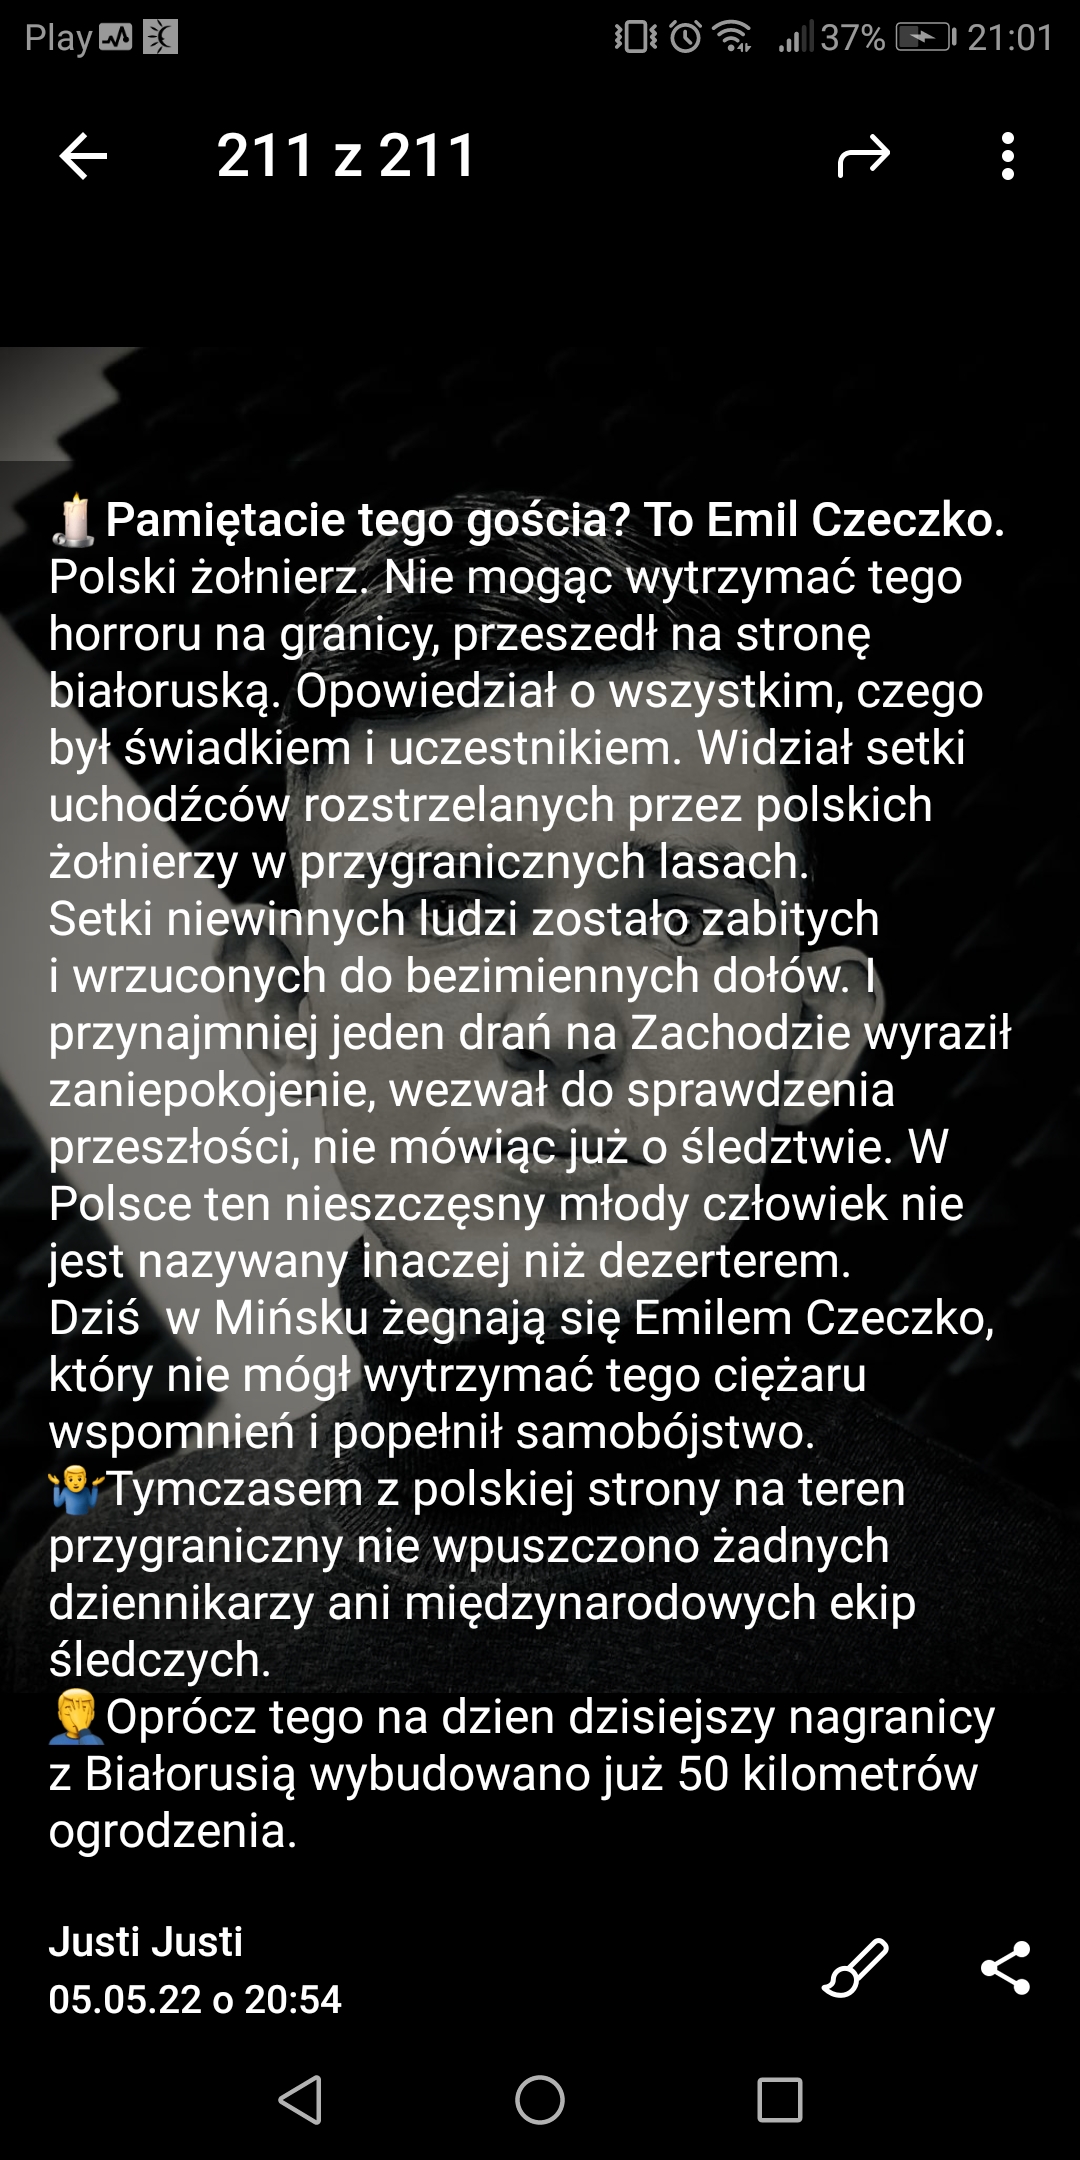 Play 37% 21:01
211 z 211
🕯️Pamiętacie tego gościa? To Emil Czeczko.
Polski żołnierz. Nie mogąc wytrzymać tego
horroru na granicy, przeszedł na stronę
białoruską. Opowiedział o wszystkim, czego
był świadkiem i uczestnikiem. Widział setki
uchodźców rozstrzelanych przez polskich
żołnierzy w przygranicznych lasach.
Setki niewinnych ludzi zostało zabitych
i wrzuconych do bezimiennych dołów. I
przynajmniej jeden drań na Zachodzie wyraził
zaniepokojenie, wezwał do sprawdzenia
przeszłości, nie mówiąc już o śledztwie. W
Polsce ten nieszczęsny młody człowiek nie
jest nazywany inaczej niż dezerterem.
Dziś  w Mińsku żegnają się Emilem Czeczko,
który nie mógł wytrzymać tego ciężaru
wspomnień i popełnił samobójstwo.
🤷‍♂️Tymczasem z polskiej strony na teren
przygraniczny nie wpuszczono żadnych
dziennikarzy ani międzynarodowych ekip
śledczych.
🤦‍♂️Oprócz tego na dzien dzisiejszy nagranicy
z Białorusią wybudowano już 50 kilometrów
ogrodzenia.
Justi Justi
05.05.22 o 20:54